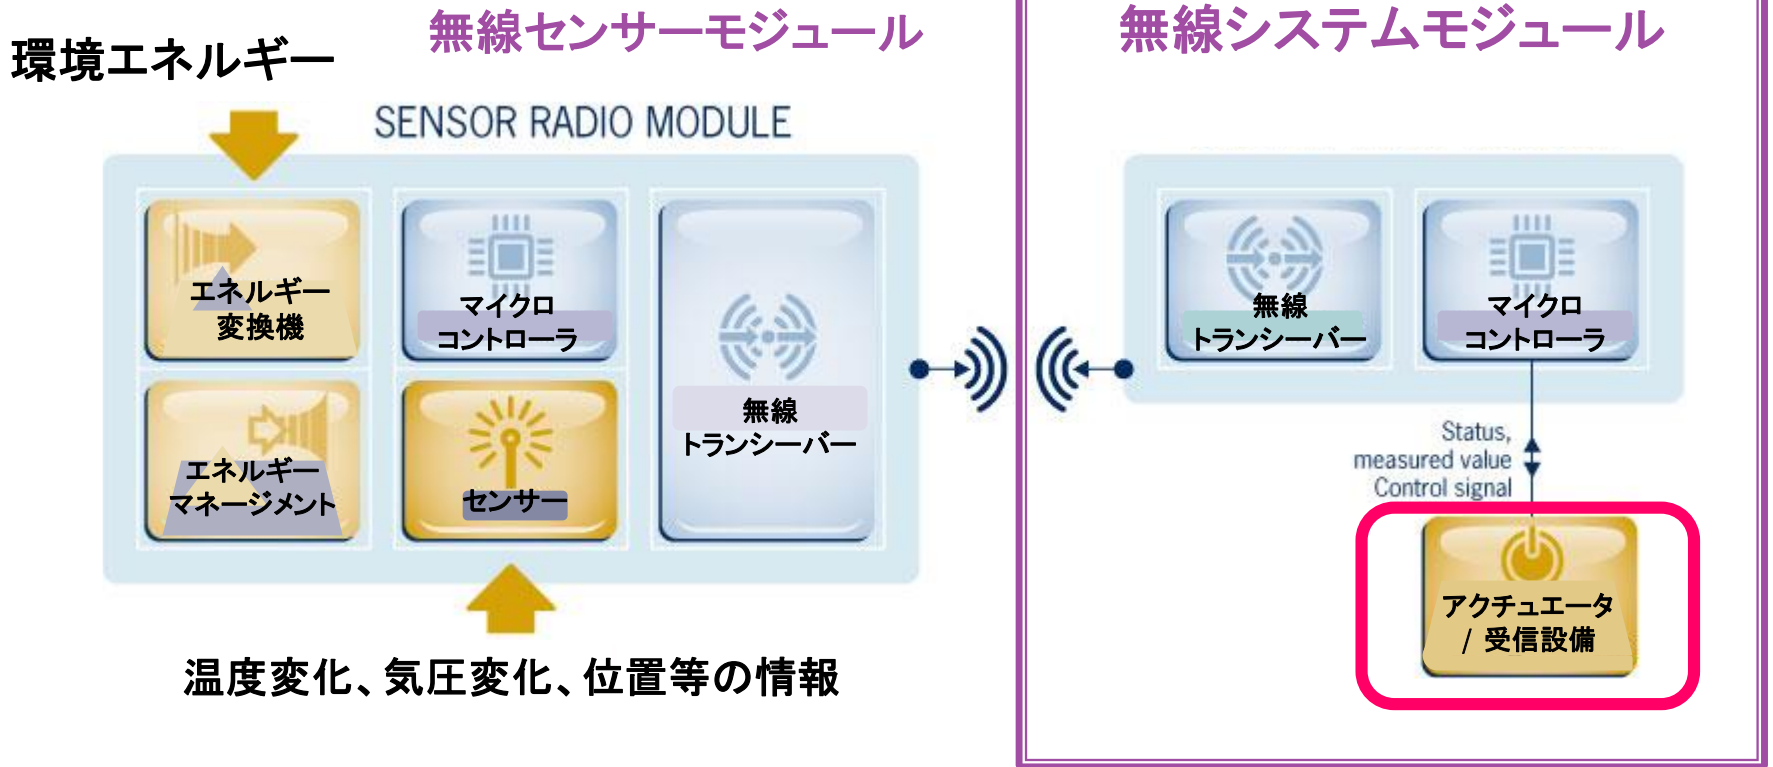 無線センサーモジュール
無線システムモジュール
環境エネルギー
SENSOR RADIO MODULE
エネルギー
変換機
マイクロ
コントローラ
無線
トランシーバー
エネルギー
マネージメント
センサー
無線
トランシーバー
マイクロ
コントローラ
Status,
measured value
Control signal
アクチュエータ
/ 受信設備
温度変化、気圧変化、位置等の情報